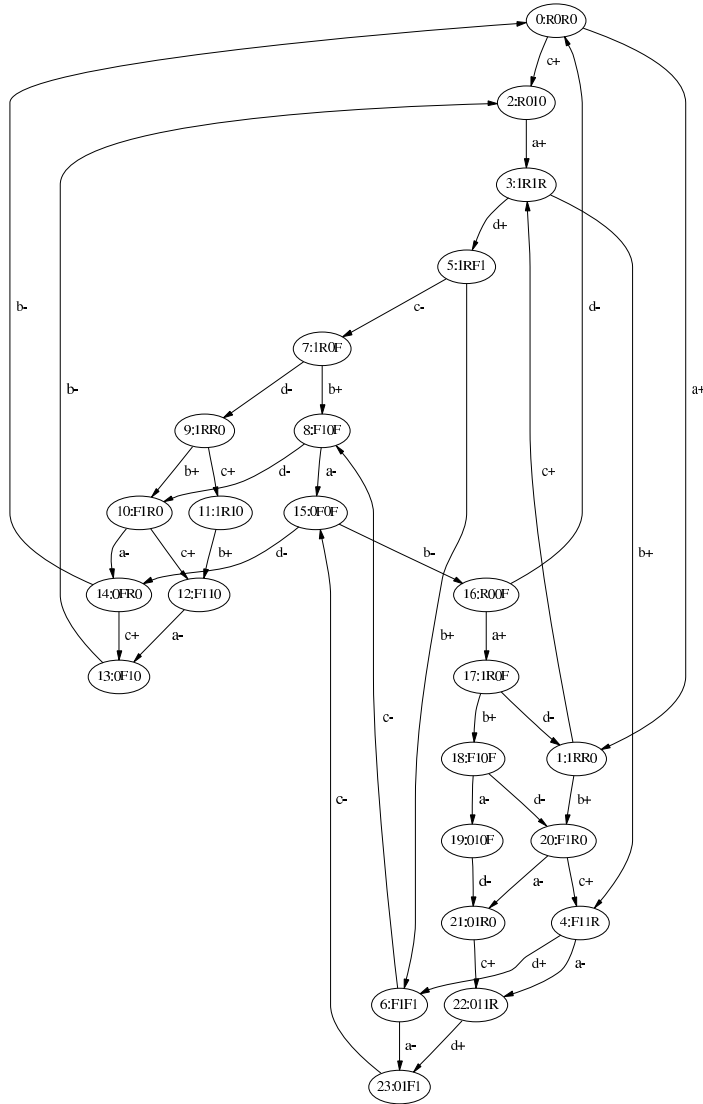 0:R0R0
c+
2:R010
a+
3:1R1R
d+
5:1RF1
b-
c-
d-
7:1R0F
b-
d-
b+
a+
9:1RR0
8:F10F
b+
c+
d-
a-
c+
10:F1R0
11:1R10
15:0F0F
a-
c+
b+
d-
b-
b+
14:0FR0
12:F110
16:R00F
c+
a-
b+
a+
13:0F10
17:1R0F
c-
b+
d-
18:F10F
1:1RR0
c-
a-
d-
b+
19:010F
20:F1R0
d-
a-
c+
21:01R0
4:F11R
c+
d+
a-
6:F1F1
22:011R
a-
d+
23:01F1